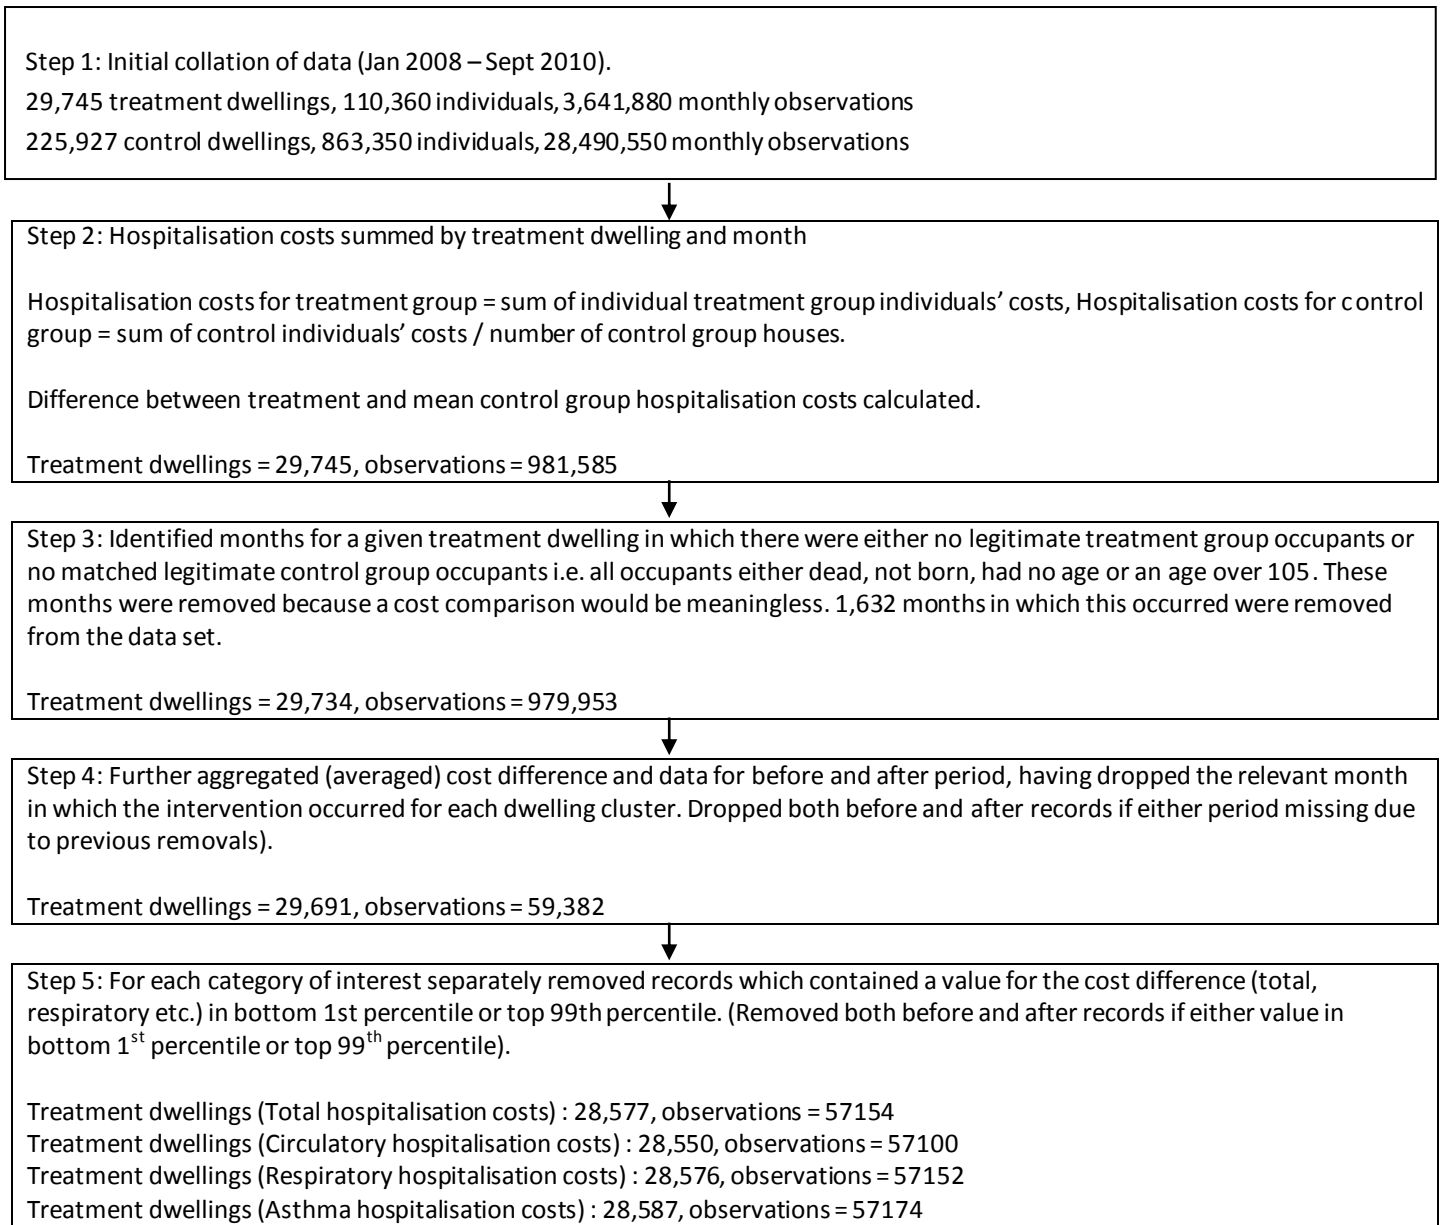 Step 1: Initial collation of data (Jan 2008 – Sept 2010).
29,745 treatment dwellings, 110,360 individuals, 3,641,880 monthly observations
225,927 control dwellings, 863,350 individuals, 28,490,550 monthly observations
Step 2: Hospitalisation costs summed by treatment dwelling and month
Hospitalisation costs for treatment group = sum of individual treatment group individuals' costs, Hospitalisation costs for control
group = sum of control individuals' costs / number of control group houses.
Difference between treatment and mean control group hospitalisation costs calculated.
Treatment dwellings = 29,745, observations = 981,585
Step 3: Identified months for a given treatment dwelling in which there were either no legitimate treatment group occupants or
no matched legitimate control group occupants i.e. all occupants either dead, not born, had no age or an age over 105. These
months were removed because a cost comparison would be meaningless. 1,632 months in which this occurred were removed
from the data set.
Treatment dwellings = 29,734, observations = 979,953
Step 4: Further aggregated (averaged) cost difference and data for before and after period, having dropped the relevant month
in which the intervention occurred for each dwelling cluster. Dropped both before and after records if either period missing due
to previous removals).
Treatment dwellings = 29,691, observations = 59,382
Step 5: For each category of interest separately removed records which contained a value for the cost difference (total,
respiratory etc.) in bottom 1st percentile or top 99th percentile. (Removed both before and after records if either value in
bottom 1st percentile or top 99th percentile).
Treatment dwellings (Total hospitalisation costs) : 28,577, observations = 57154
Treatment dwellings (Circulatory hospitalisation costs) : 28,550, observations = 57100
Treatment dwellings (Respiratory hospitalisation costs) : 28,576, observations = 57152
Treatment dwellings (Asthma hospitalisation costs) : 28,587, observations = 57174